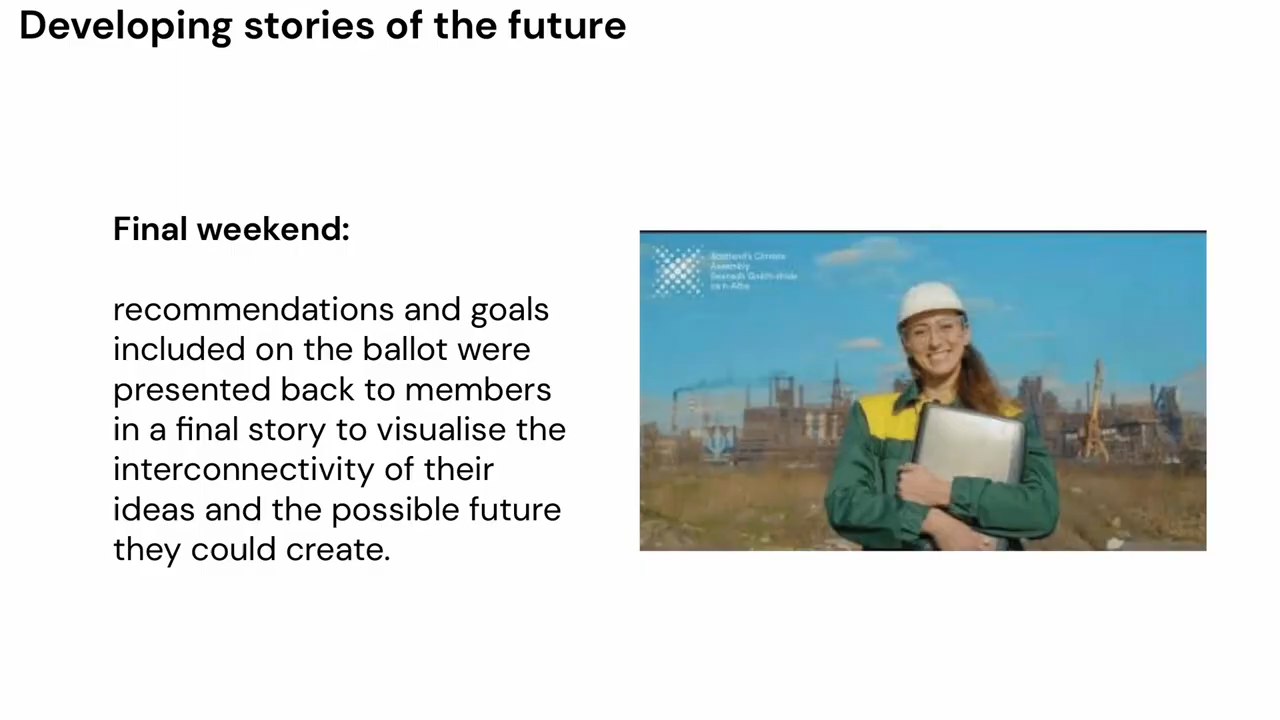 Developing stories of the future
Final weekend:
recommendations and goals
included on the ballot were
presented back to members
in a final story to visualise the
interconnectivity of their
ideas and the possible future
they could create.
Scotland's Climate
Assembly
Seanadh Gnàth-shìde
na h-Alba